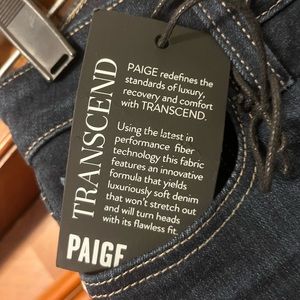 TRANSCEND
PAIGE redefines the
standards of luxury,
recovery and comfort
with TRANSCEND.
Using the latest in
performance fiber
technology this fabric
features an innovative
formula that yields
luxuriously soft denim
that won't stretch out
and will turn heads
with its flawless fit.
PAIGE